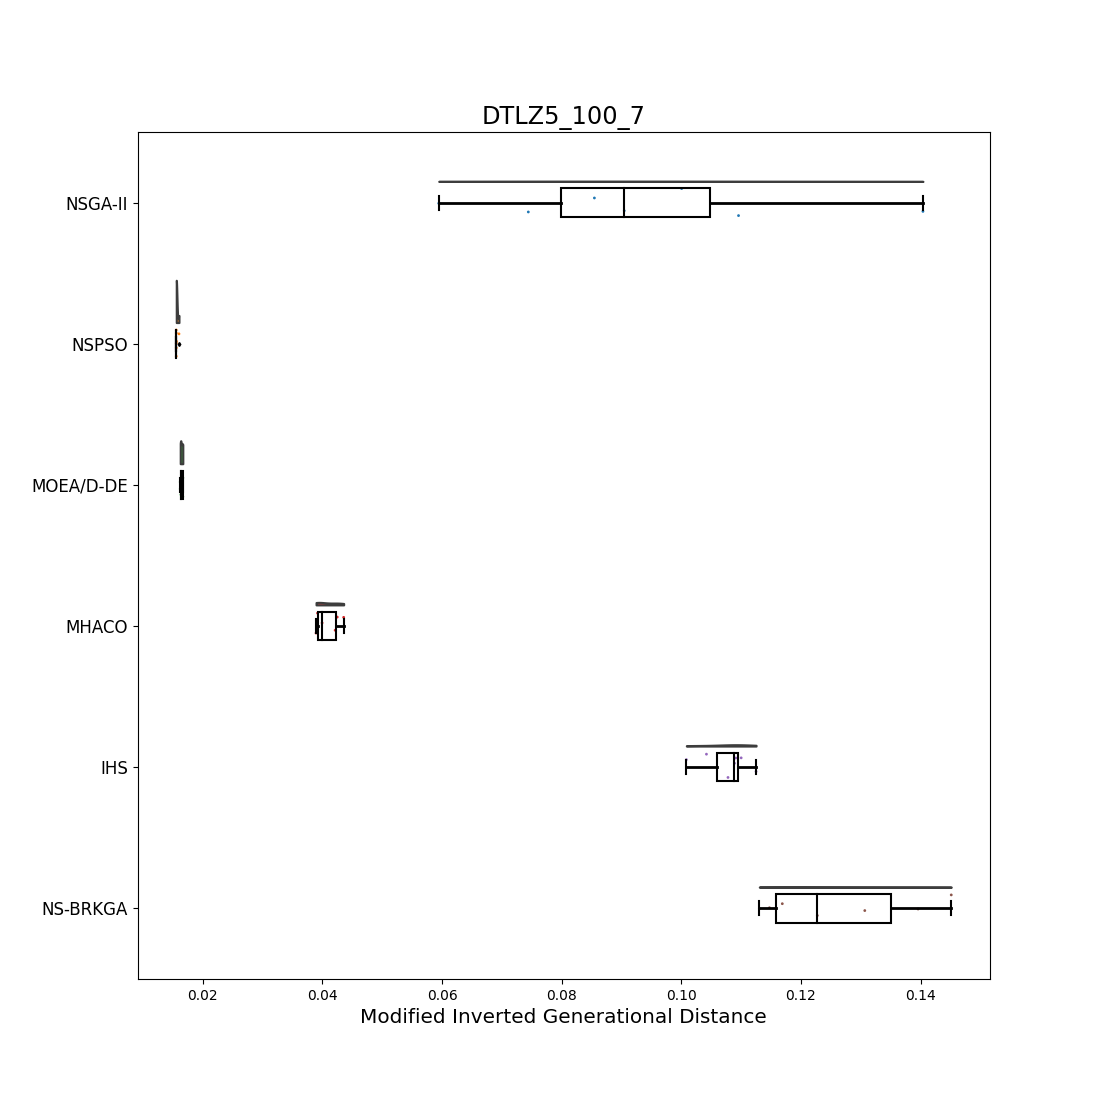 DTLZ5_100_7
NSGA-II
NSPSO
MOEA/D-DE
MHACO
IHS
NS-BRKGA
0.02 0.04 0.06 0.08 0.10 0.12 0.14
Modified Inverted Generational Distance